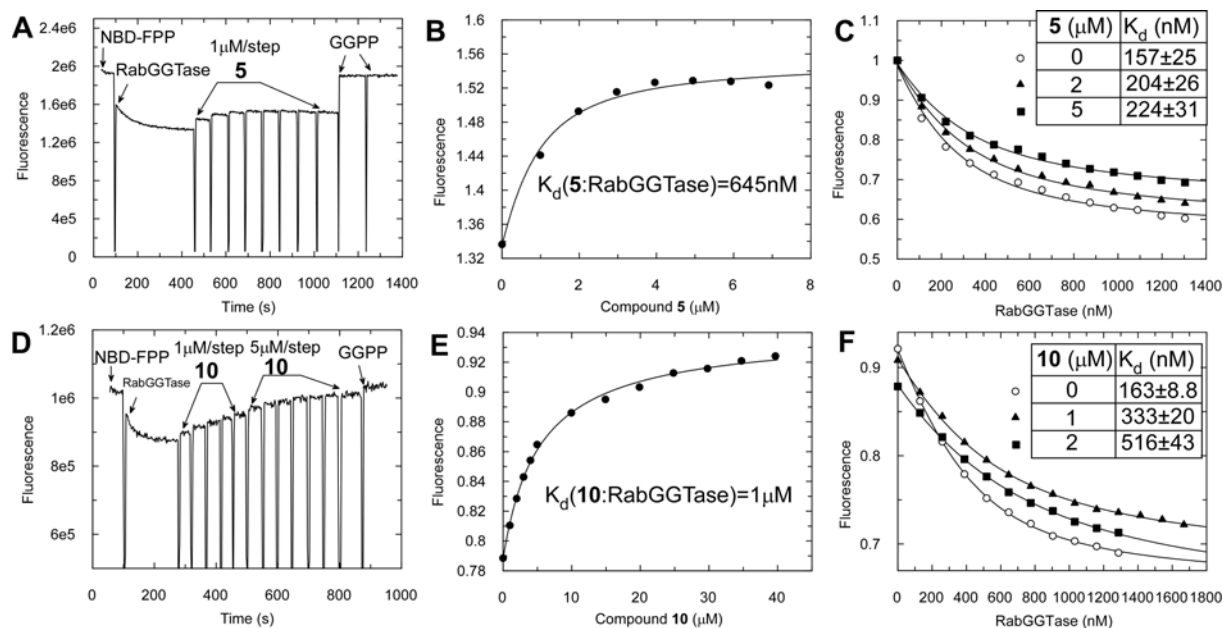 A
2.4e6
2e6
1.6e6
1.2e6
8e5
4e5
0
Fluorescence
NBD-FPP
RabGGTase
1μM/step
5
GGPP
0 200 400 600 800 1000 1200 1400
Time (s)
B
1.6
1.56
1.52
1.48
1.44
1.40
1.36
1.32
Fluorescence
Kd(5:RabGGTase)=645nM
0 2 4 6 8
Compound 5 (μM)
C
1.1
1
0.9
0.8
0.7
0.6
0.5
Fluorescence
5 (μM) Kd (nM)
0 157±25
2 204±26
5 224±31
0 200 400 600 800 1000 1200 1400
RabGGTase (nM)
D
1.2e6
1e6
8e5
6e5
Fluorescence
NBD-FPP
RabGGTase
1μM/step
10
5μM/step
10
GGPP
0 200 400 600 800 1000
Time (s)
E
0.94
0.92
0.90
0.88
0.86
0.84
0.82
0.80
0.78
Fluorescence
Kd(10:RabGGTase)=1μM
0 10 20 30 40
Compound 10 (μM)
F
1
0.9
0.8
0.7
Fluorescence
10 (μM) Kd (nM)
0 163±8.8
1 333±20
2 516±43
0 200 400 600 800 1000 1200 1400 1600 1800
RabGGTase (nM)